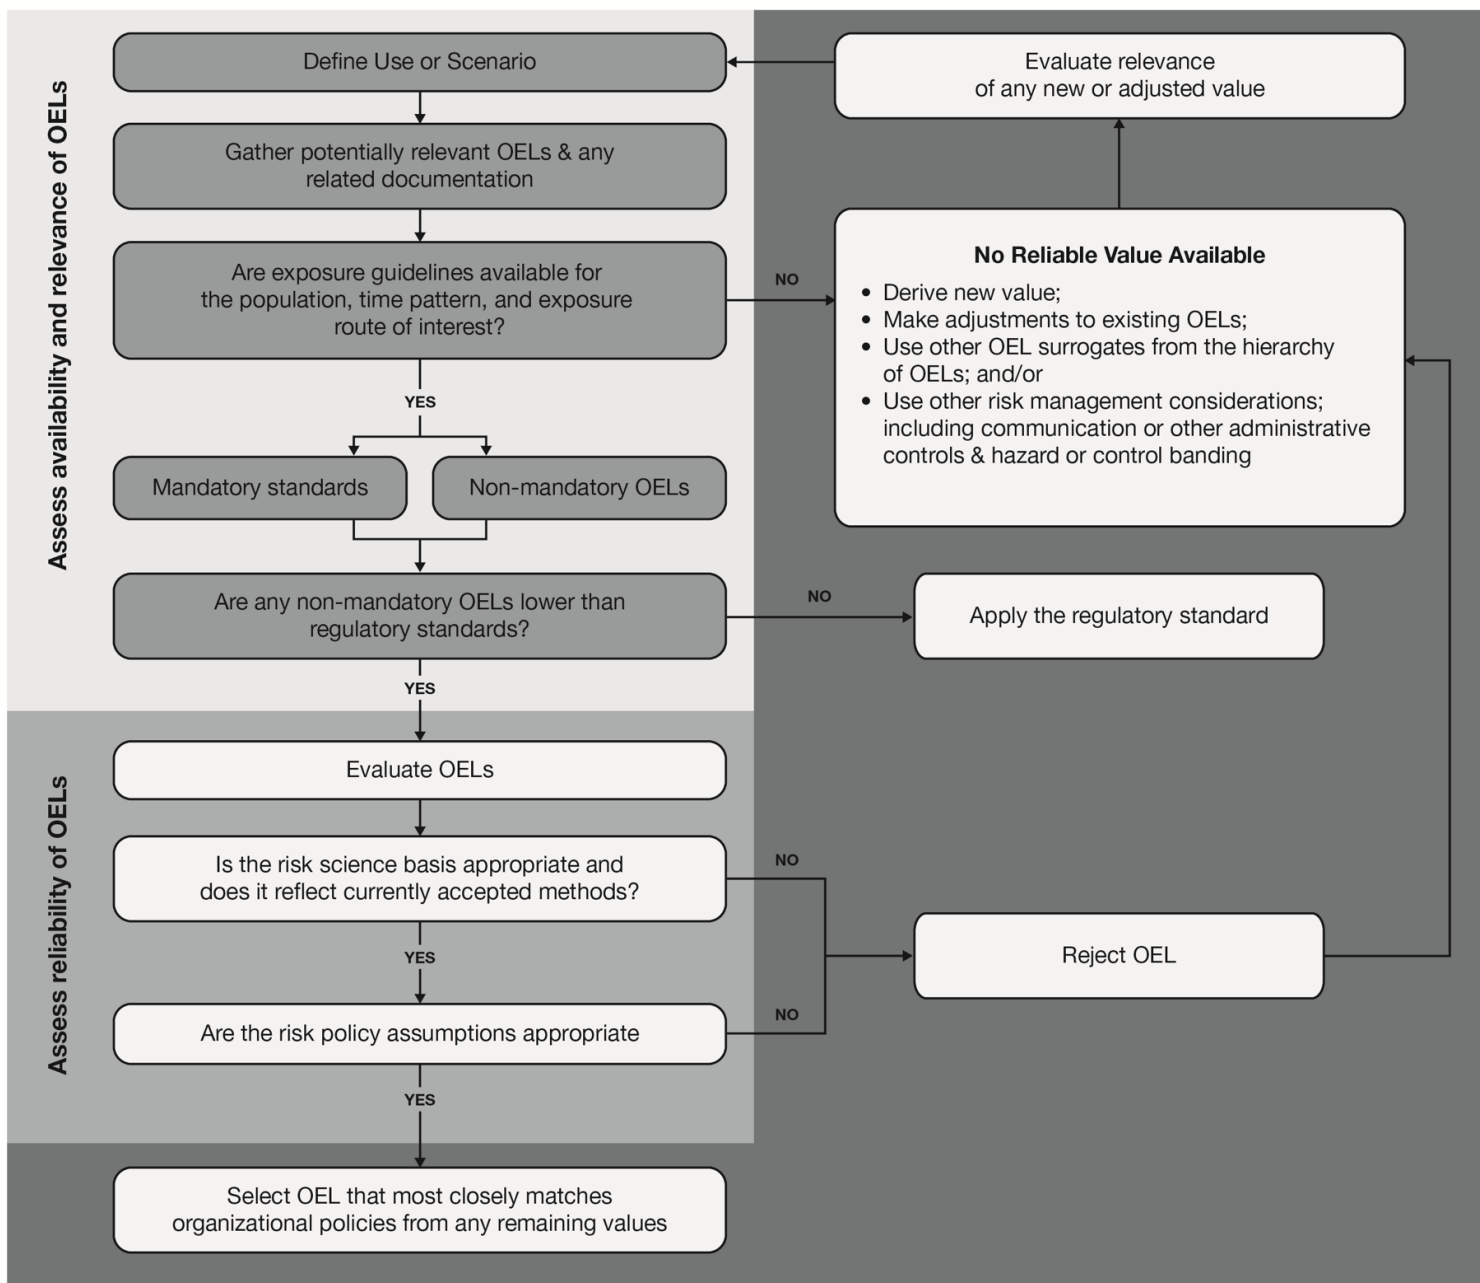 Assess availability and relevance of OELs
Define Use or Scenario
Evaluate relevance
of any new or adjusted value
Gather potentially relevant OELs & any
related documentation
Are exposure guidelines available for
the population, time pattern, and exposure
route of interest?
NO
No Reliable Value Available
• Derive new value;
• Make adjustments to existing OELs;
• Use other OEL surrogates from the hierarchy
of OELs; and/or
• Use other risk management considerations;
including communication or other administrative
controls & hazard or control banding
YES
Mandatory standards
Non-mandatory OELs
Are any non-mandatory OELs lower than
regulatory standards?
NO
Apply the regulatory standard
YES
Assess reliability of OELs
Evaluate OELs
Is the risk science basis appropriate and
does it reflect currently accepted methods?
NO
YES
Reject OEL
Are the risk policy assumptions appropriate
NO
YES
Select OEL that most closely matches
organizational policies from any remaining values